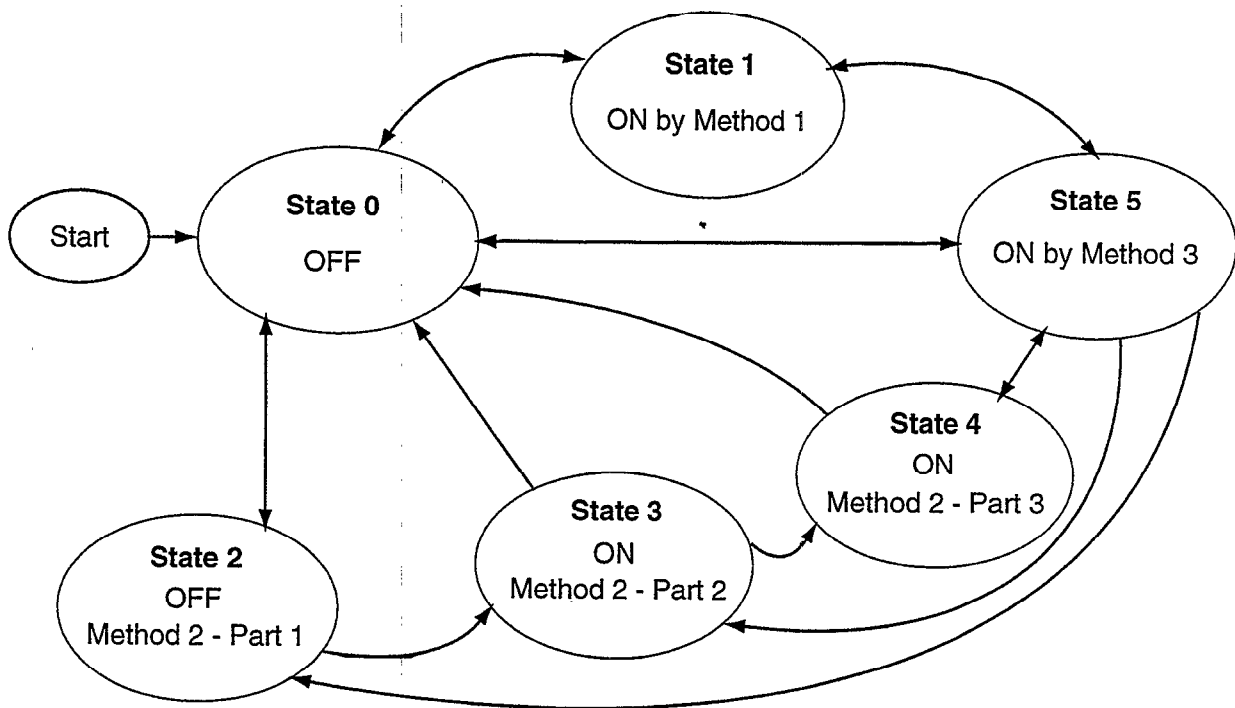 State 1
ON by Method 1
State 0
OFF
Start
State 5
ON by Method 3
State 4
ON
Method 2 - Part 3
State 3
ON
Method 2 - Part 2
State 2
OFF
Method 2 - Part 1